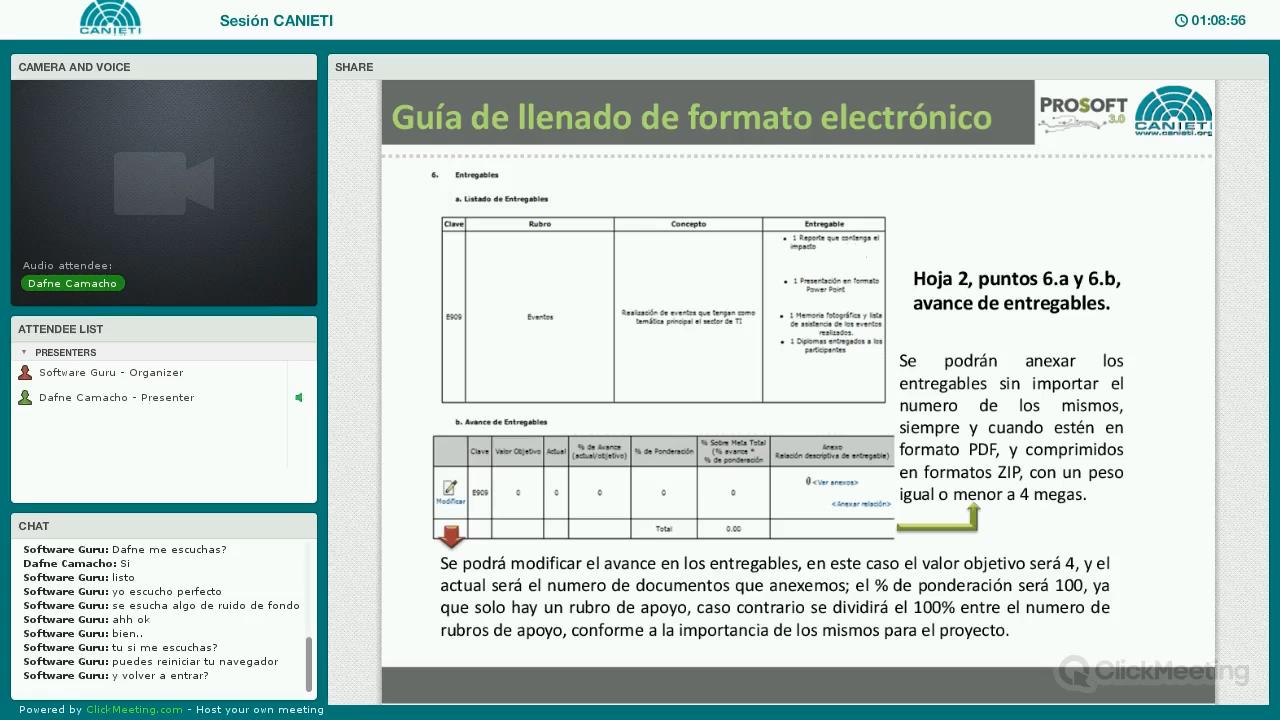 CANIETI
Sesión CANIETI
01:08:56
CAMERA AND VOICE
Audio attendee:
Dafne Camacho
ATTENDEE LIST
PRESENTERS
Software Guru - Organizer
Dafne Camacho - Presenter
CHAT
Software Guru: Dafne me escuchas?
Dafne Camacho: Si
Software Guru: listo
Software Guru: yo escucho perfecto
Software Guru: se escucha algo de ruido de fondo
Software Guru: ahh ok
Software Guru: bien..
Software Guru: tu si me escuchas?
Software Guru: puedes reiniciar tu navegador
Software Guru: y volver a entrar?
Powered by ClickMeeting.com - Host your own meeting
SHARE
Guía de llenado de formato electrónico
PROSOFT
3.0
CANIETI
www.canieti.org
6. Entregables
a. Listado de Entregables
Clave Rubro Concepto Entregable
E909 Eventos
Realización de eventos que tengan como
temática principal el sector de TI
• 1 Reporte que contenga el
impacto
• 1 Presentación en formato
Power Point
• 1 Memoria fotográfica y lista
de asistencia de los eventos
realizados.
• 1 Diplomas entregados a los
participantes
Hoja 2, puntos 6.a y 6.b,
avance de entregables.
Se podrán anexar los
entregables sin importar el
numero de los mismos,
siempre y cuando estén en
formato PDF, y comprimidos
en formatos ZIP, con un peso
igual o menor a 4 megas.
b. Avance de Entregables
Clave Valor Objetivo Actual
% de Avance
(actual/objetivo)
% de Ponderación
% Sobre Meta Total
(% avance *
% de ponderación
Anexo
Relación descriptiva de entregable)
Modificar
E909 0 0 0 0 0
<Ver anexos>
<Anexar relación>
Total 0.00
Se podrá modificar el avance en los entregables, en este caso el valor objetivo será 4, y el
actual será el numero de documentos que anexemos; el % de ponderación será 100, ya
que solo hay un rubro de apoyo, caso contrario se dividirá el 100% entre el numero de
rubros de apoyo, conforme a la importancia de los mismos para el proyecto.
ClickMeeting